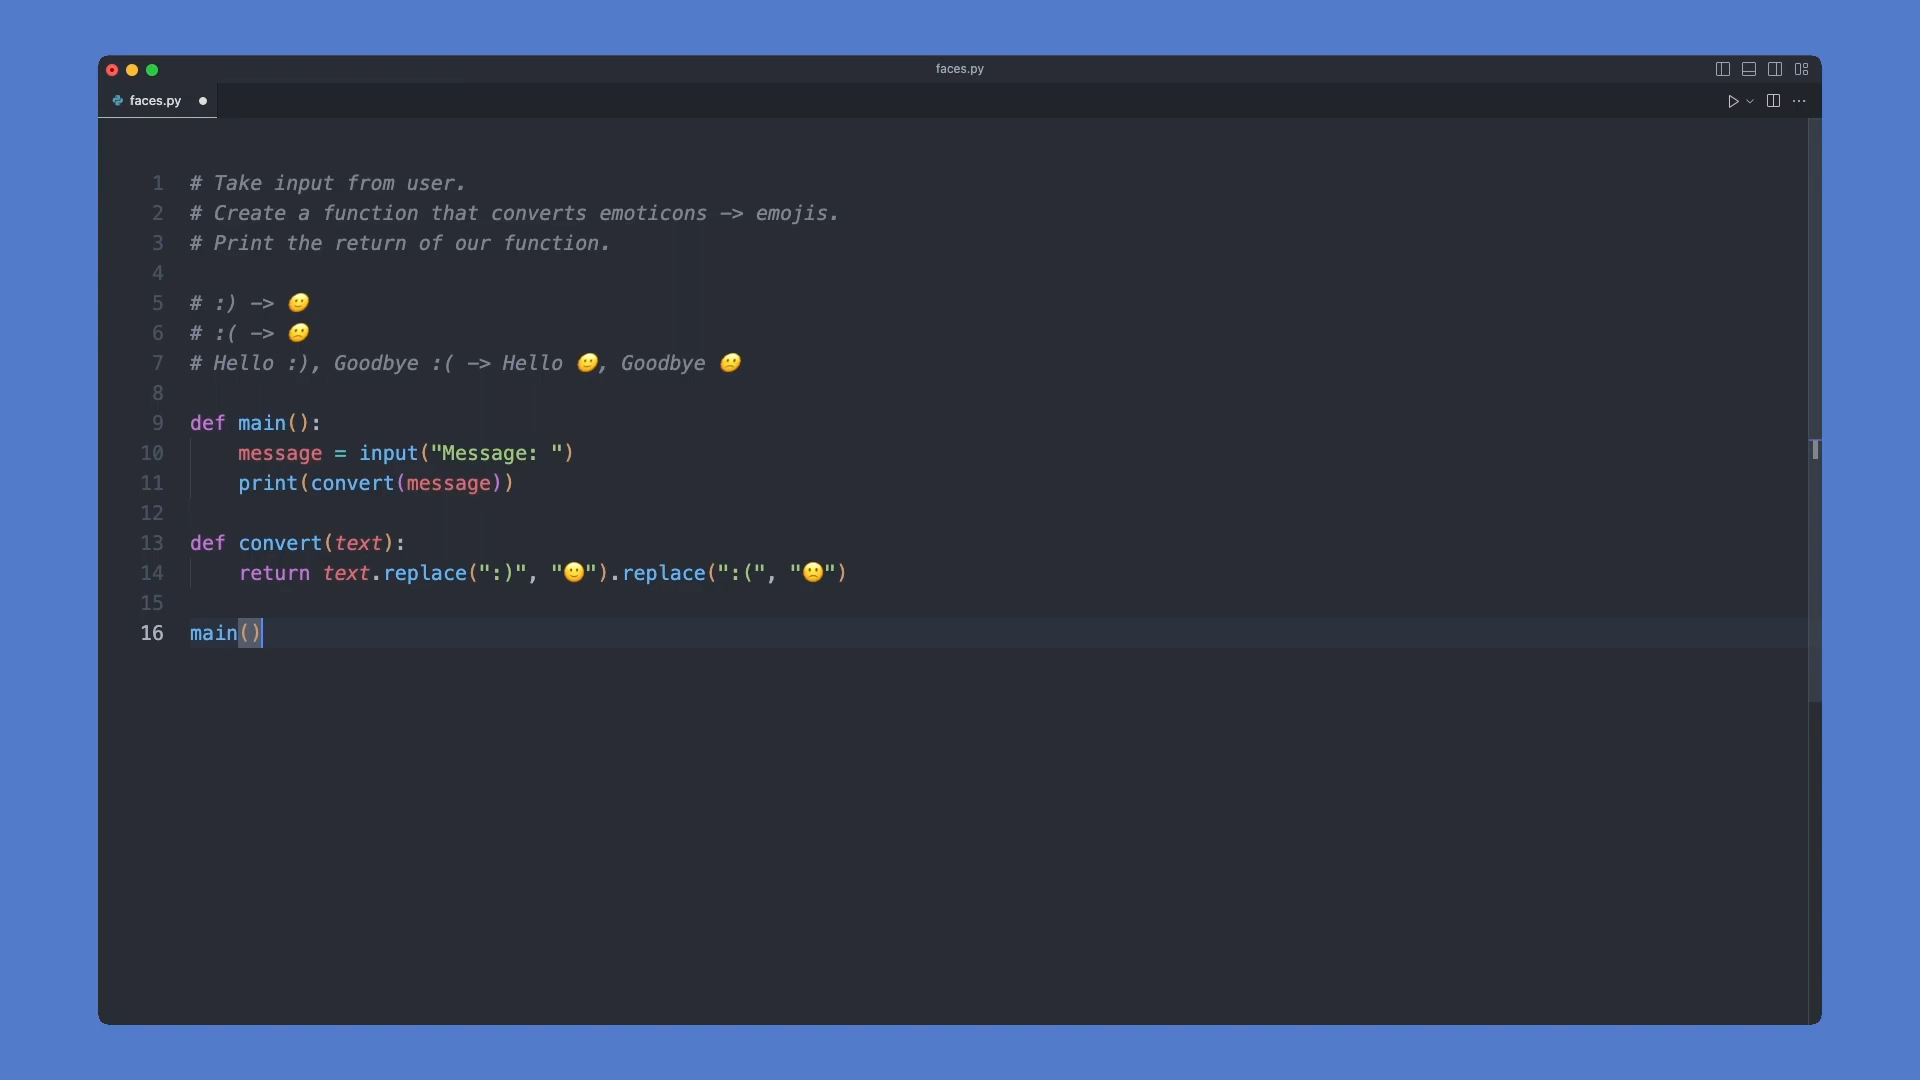 faces.py
faces.py
1 # Take input from user.
2 # Create a function that converts emoticons -> emojis.
3 # Print the return of our function.
4
5 # :) -> 🙂
6 # :( -> 🙁
7 # Hello :), Goodbye :( -> Hello 🙂, Goodbye 🙁
8
9 def main():
10     message = input("Message: ")
11     print(convert(message))
12
13 def convert(text):
14     return text.replace(":)", "🙂").replace(":(", "🙁")
15
16 main()